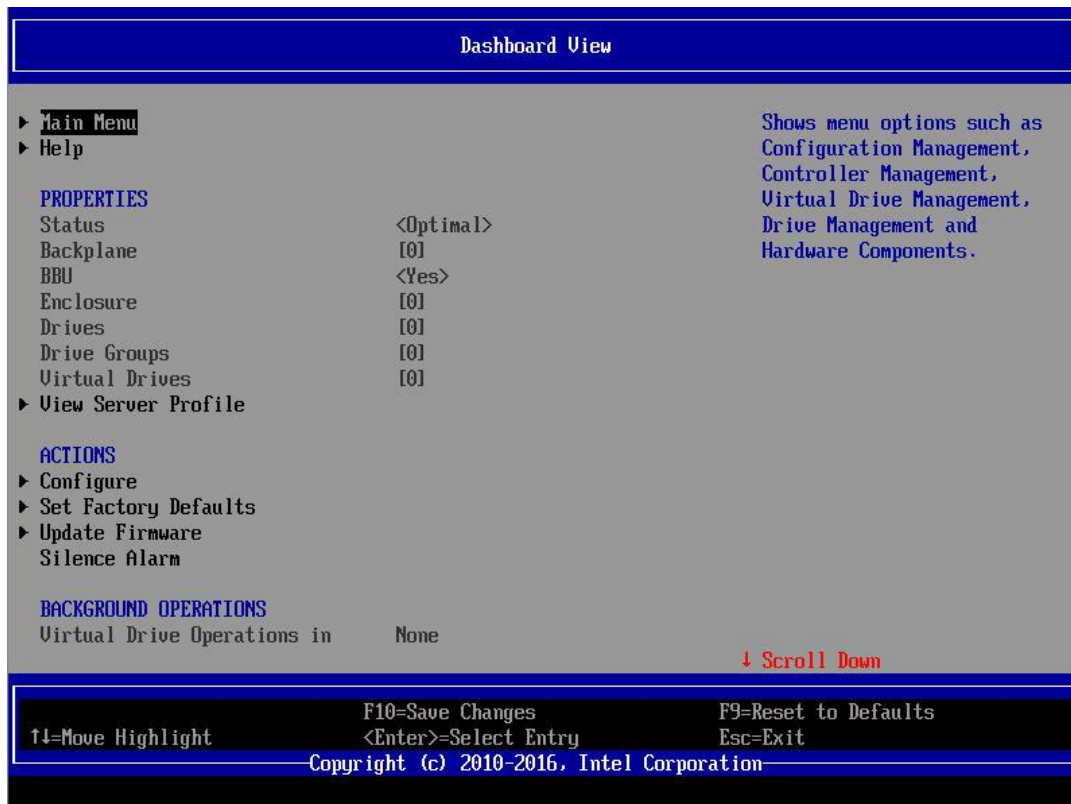 Dashboard View
Main Menu
Shows menu options such as
Help
Configuration Management,
Controller Management,
PROPERTIES
Virtual Drive Management,
Status <Optimal>
Drive Management and
Backplane [0]
Hardware Components.
BBU <Yes>
Enclosure [0]
Drives [0]
Drive Groups [0]
Virtual Drives [0]
View Server Profile
ACTIONS
Configure
Set Factory Defaults
Update Firmware
Silence Alarm
BACKGROUND OPERATIONS
Virtual Drive Operations in None
↓ Scroll Down
F10=Save Changes F9=Reset to Defaults
↑↓=Move Highlight <Enter>=Select Entry Esc=Exit
Copyright (c) 2010-2016, Intel Corporation